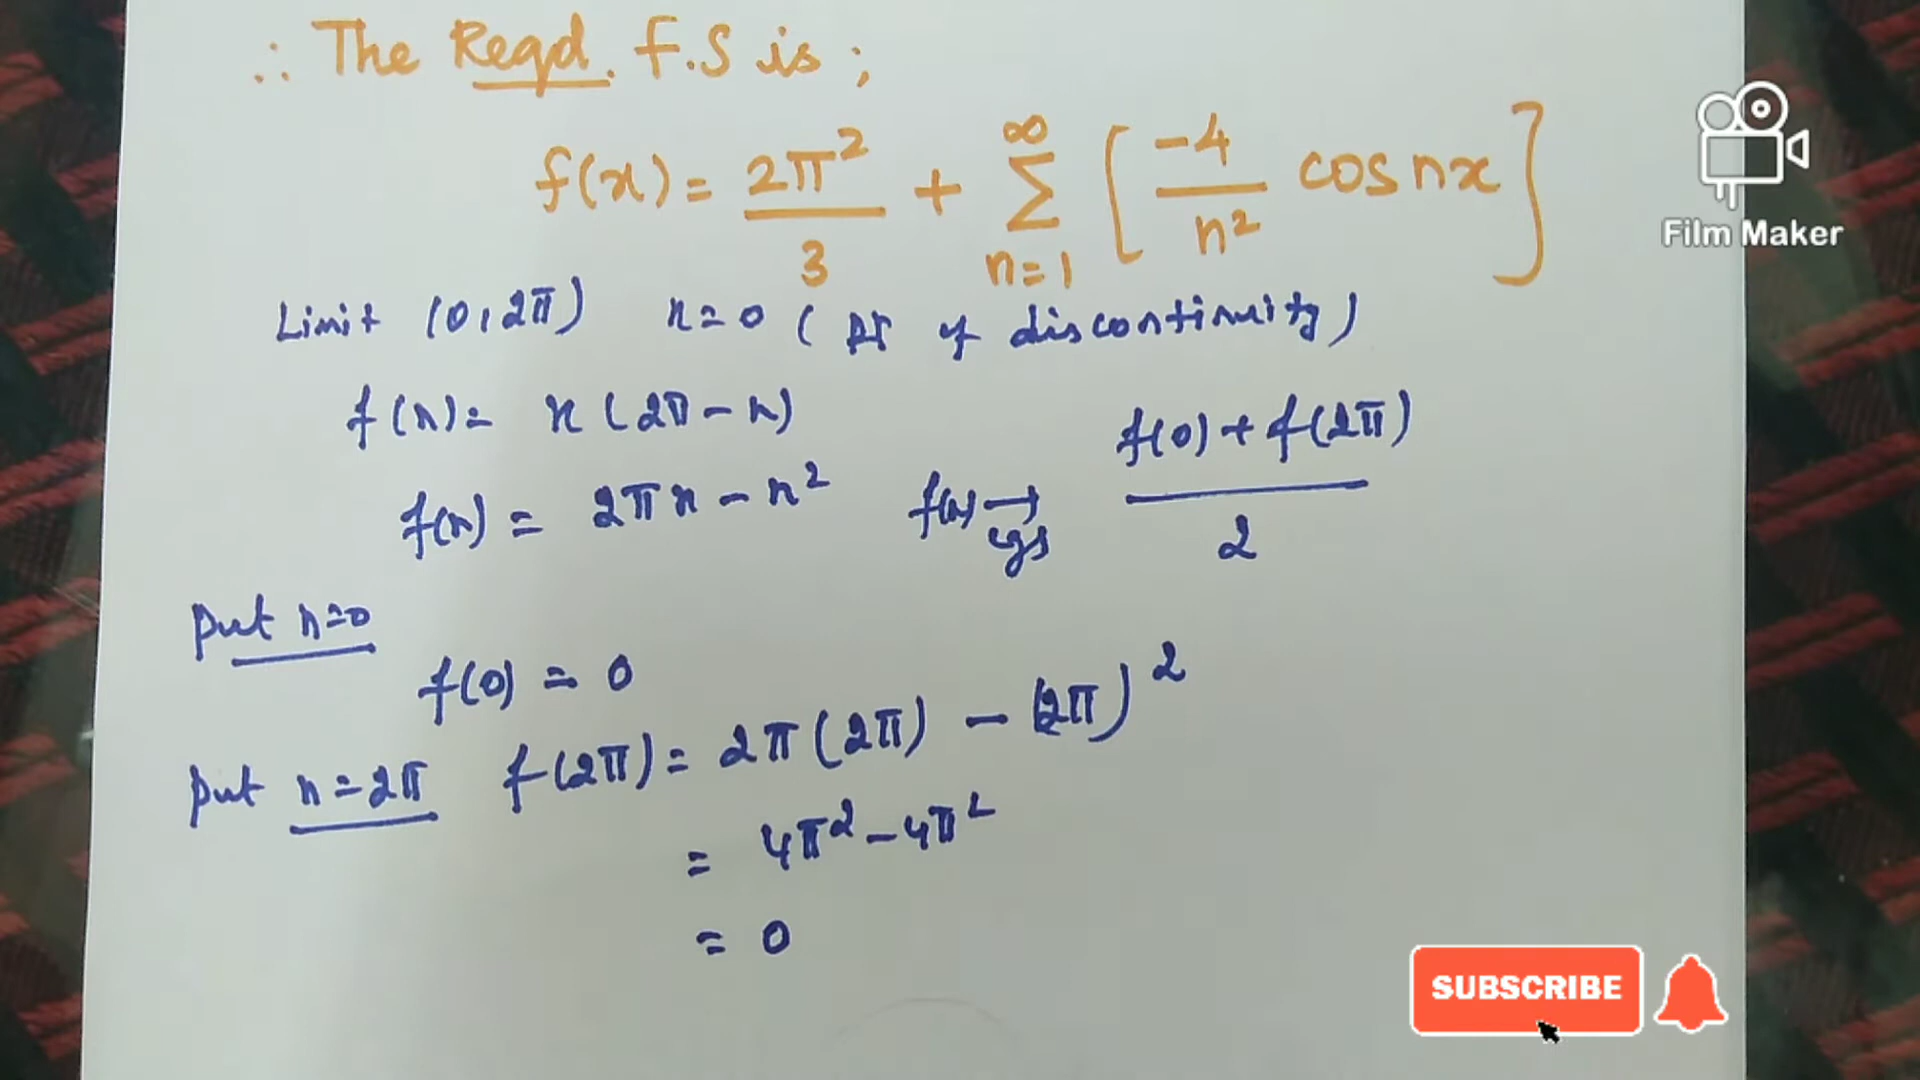 ∴ The Reqd. F.S is ;
f(x) = 2π²/3 + ∞ Σ n=1 [ -4/n² cos nx ]
Film Maker
Limit (0, 2π) x=0 ( pt of discontinuity )
f(x) = x (2π - x)
f(x) = 2πx - x² f(x) → cgs f(0) + f(2π) / 2
put x=0
f(0) = 0
put x=2π f(2π) = 2π (2π) - (2π)²
= 4π² - 4π²
= 0
SUBSCRIBE